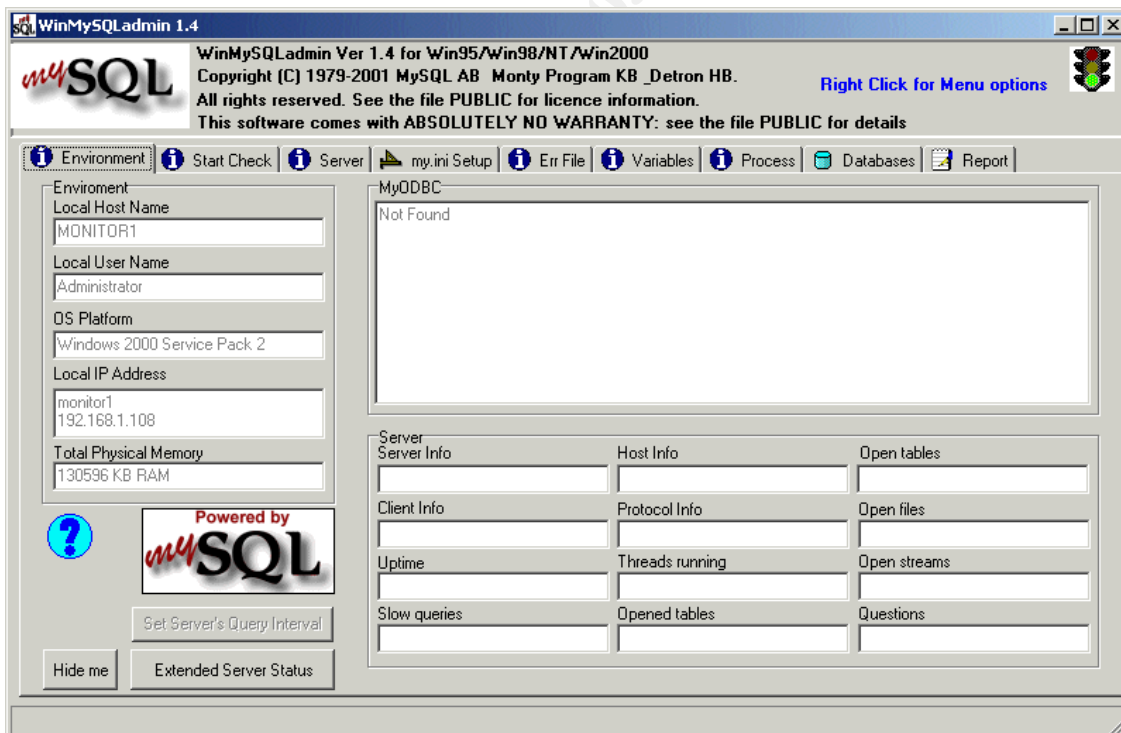 WinMySQLadmin 1.4
mySQL
WinMySQLadmin Ver 1.4 for Win95/Win98/NT/Win2000
Copyright (C) 1979-2001 MySQL AB Monty Program KB _Detron HB.
All rights reserved. See the file PUBLIC for licence information.
This software comes with ABSOLUTELY NO WARRANTY: see the file PUBLIC for details
Right Click for Menu options
Environment Start Check Server my.ini Setup Err File Variables Process Databases Report
Enviroment
Local Host Name
MONITOR1
Local User Name
Administrator
OS Platform
Windows 2000 Service Pack 2
Local IP Address
monitor1
192.168.1.108
Total Physical Memory
130596 KB RAM
?
Powered by
mySQL
Set Server's Query Interval
Hide me
Extended Server Status
MyODBC
Not Found
Server
Server Info Host Info Open tables
Client Info Protocol Info Open files
Uptime Threads running Open streams
Slow queries Opened tables Questions